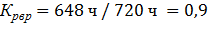 Kрвр = 648 ч / 720 ч = 0,9